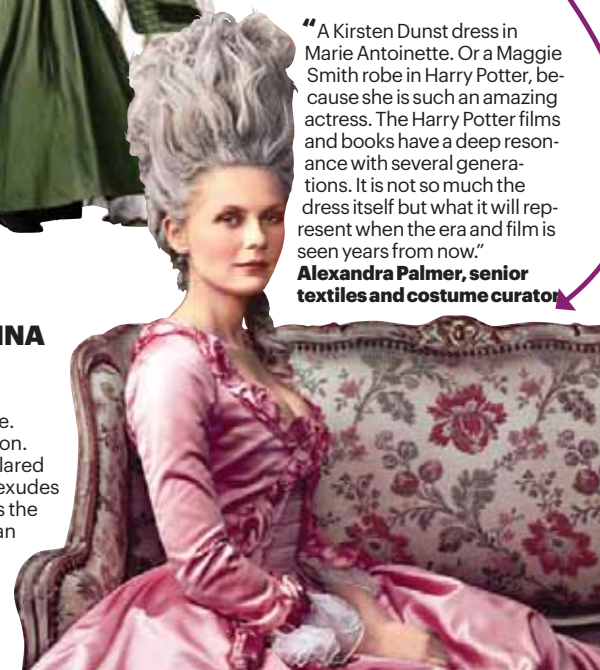 “A Kirsten Dunst dress in
Marie Antoinette. Or a Maggie
Smith robe in Harry Potter, be-
cause she is such an amazing
actress. The Harry Potter films
and books have a deep reson-
ance with several genera-
tions. It is not so much the
dress itself but what it will rep-
resent when the era and film is
seen years from now.”
Alexandra Palmer, senior
textiles and costume curator
INA
e.
on.
lared
exudes
s the
an